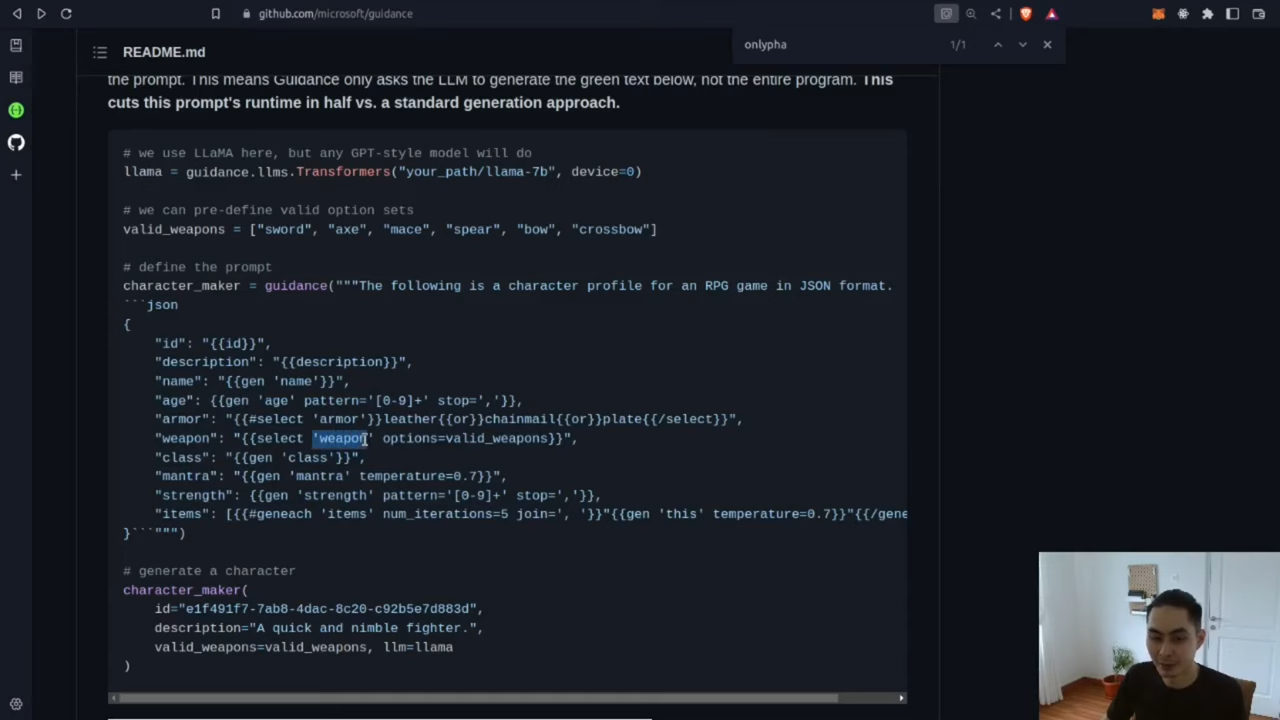 github.com/microsoft/guidance
onlypha
1/1
README.md
the prompt. This means Guidance only asks the LLM to generate the green text below, not the entire program. This
cuts this prompt's runtime in half vs. a standard generation approach.
# we use LLaMA here, but any GPT-style model will do
llama = guidance.llms.Transformers("your_path/llama-7b", device=0)
# we can pre-define valid option sets
valid_weapons = ["sword", "axe", "mace", "spear", "bow", "crossbow"]
# define the prompt
character_maker = guidance("""The following is a character profile for an RPG game in JSON format.
```json
{
"id": "{{id}}",
"description": "{{description}}",
"name": "{{gen 'name'}}",
"age": {{gen 'age' pattern='[0-9]+' stop=','}},
"armor": "{{#select 'armor'}}leather{{or}}chainmail{{or}}plate{{/select}}",
"weapon": "{{select 'weapon' options=valid_weapons}}",
"class": "{{gen 'class'}}",
"mantra": "{{gen 'mantra' temperature=0.7}}",
"strength": {{gen 'strength' pattern='[0-9]+' stop=','}},
"items": [{{#geneach 'items' num_iterations=5 join=', '}}"{{gen 'this' temperature=0.7}}"{{/gene
}```""")
# generate a character
character_maker(
id="e1f491f7-7ab8-4dac-8c20-c92b5e7d883d",
description="A quick and nimble fighter.",
valid_weapons=valid_weapons, llm=llama
)